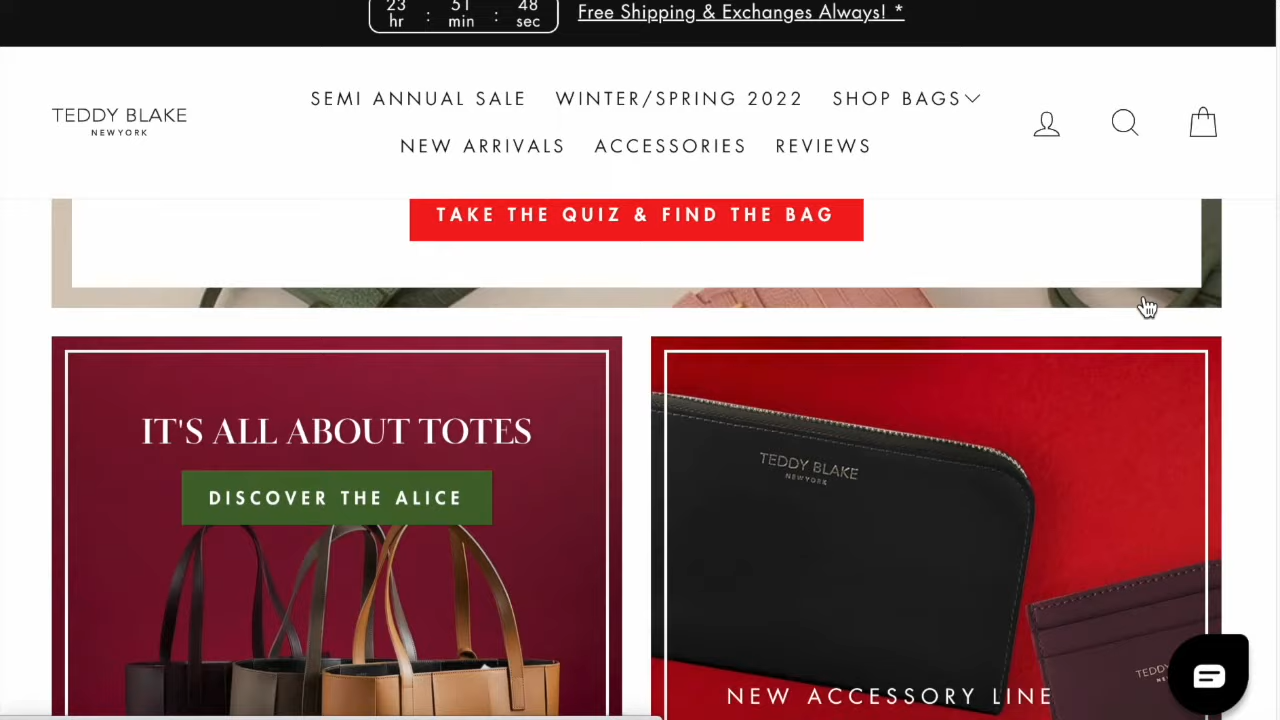 23 : 51 : 48
hr min sec
Free Shipping & Exchanges Always! *
TEDDY BLAKE
NEW YORK
SEMI ANNUAL SALE WINTER/SPRING 2022 SHOP BAGS
NEW ARRIVALS ACCESSORIES REVIEWS
TAKE THE QUIZ & FIND THE BAG
IT'S ALL ABOUT TOTES
DISCOVER THE ALICE
TEDDY BLAKE
NEW YORK
TEDDY
NEW ACCESSORY LINE